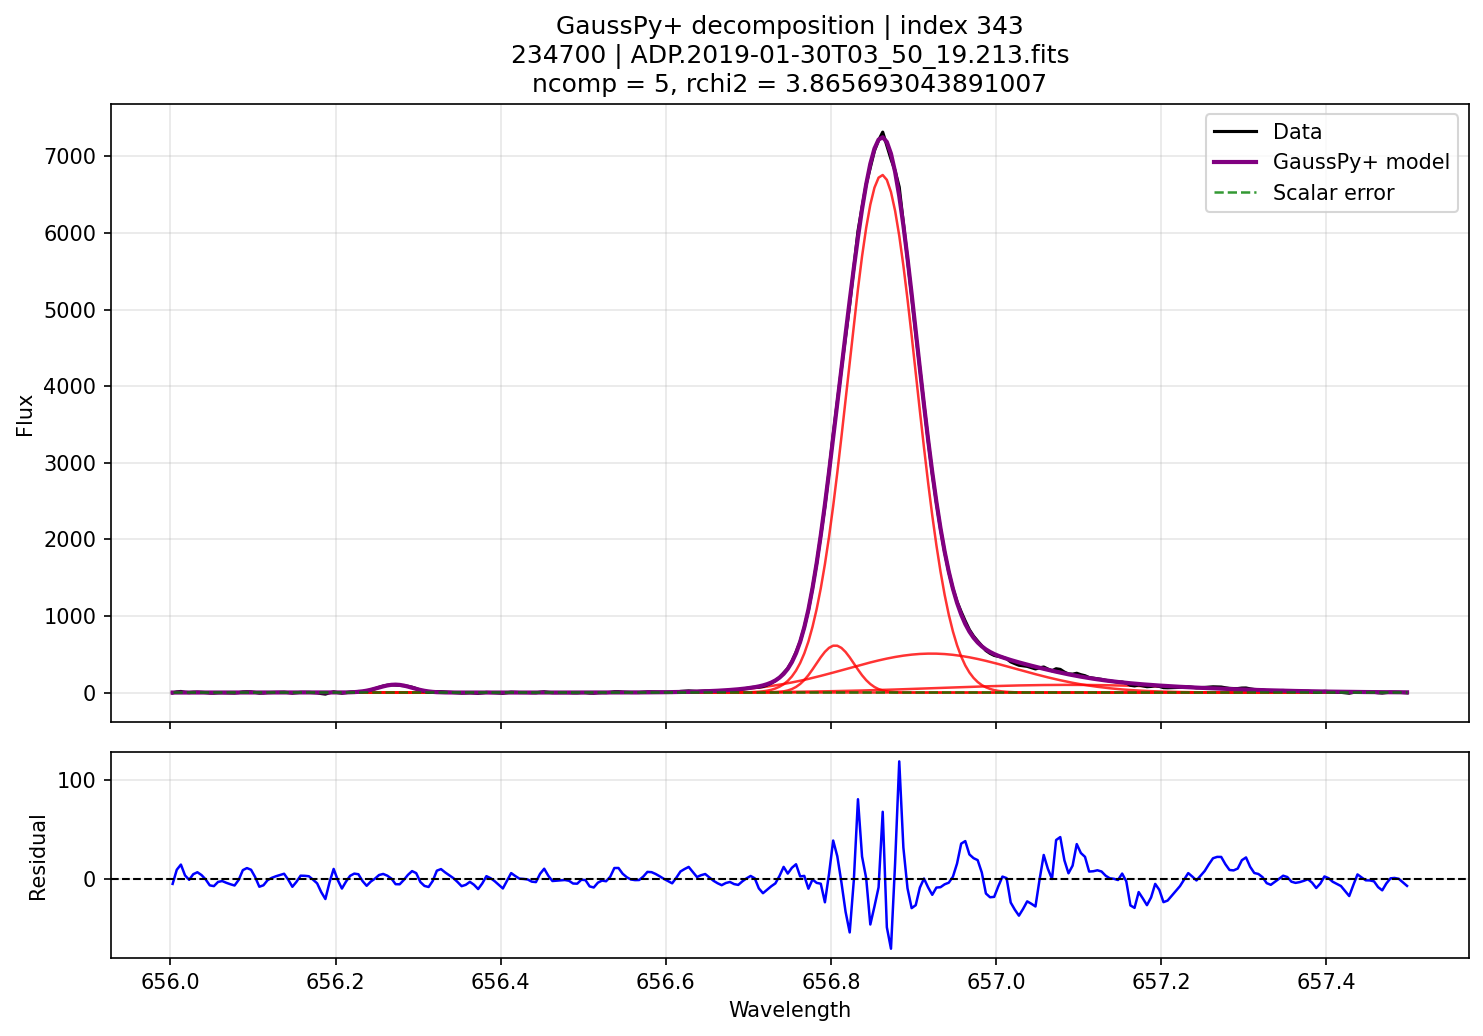 GaussPy+ decomposition | index 343
234700 | ADP.2019-01-30T03_50_19.213.fits
ncomp = 5, rchi2 = 3.865693043891007
Data
GaussPy+ model
Scalar error
7000
6000
5000
4000
3000
2000
1000
0
Flux
100
0
Residual
656.0
656.2
656.4
656.6
656.8
657.0
657.2
657.4
Wavelength